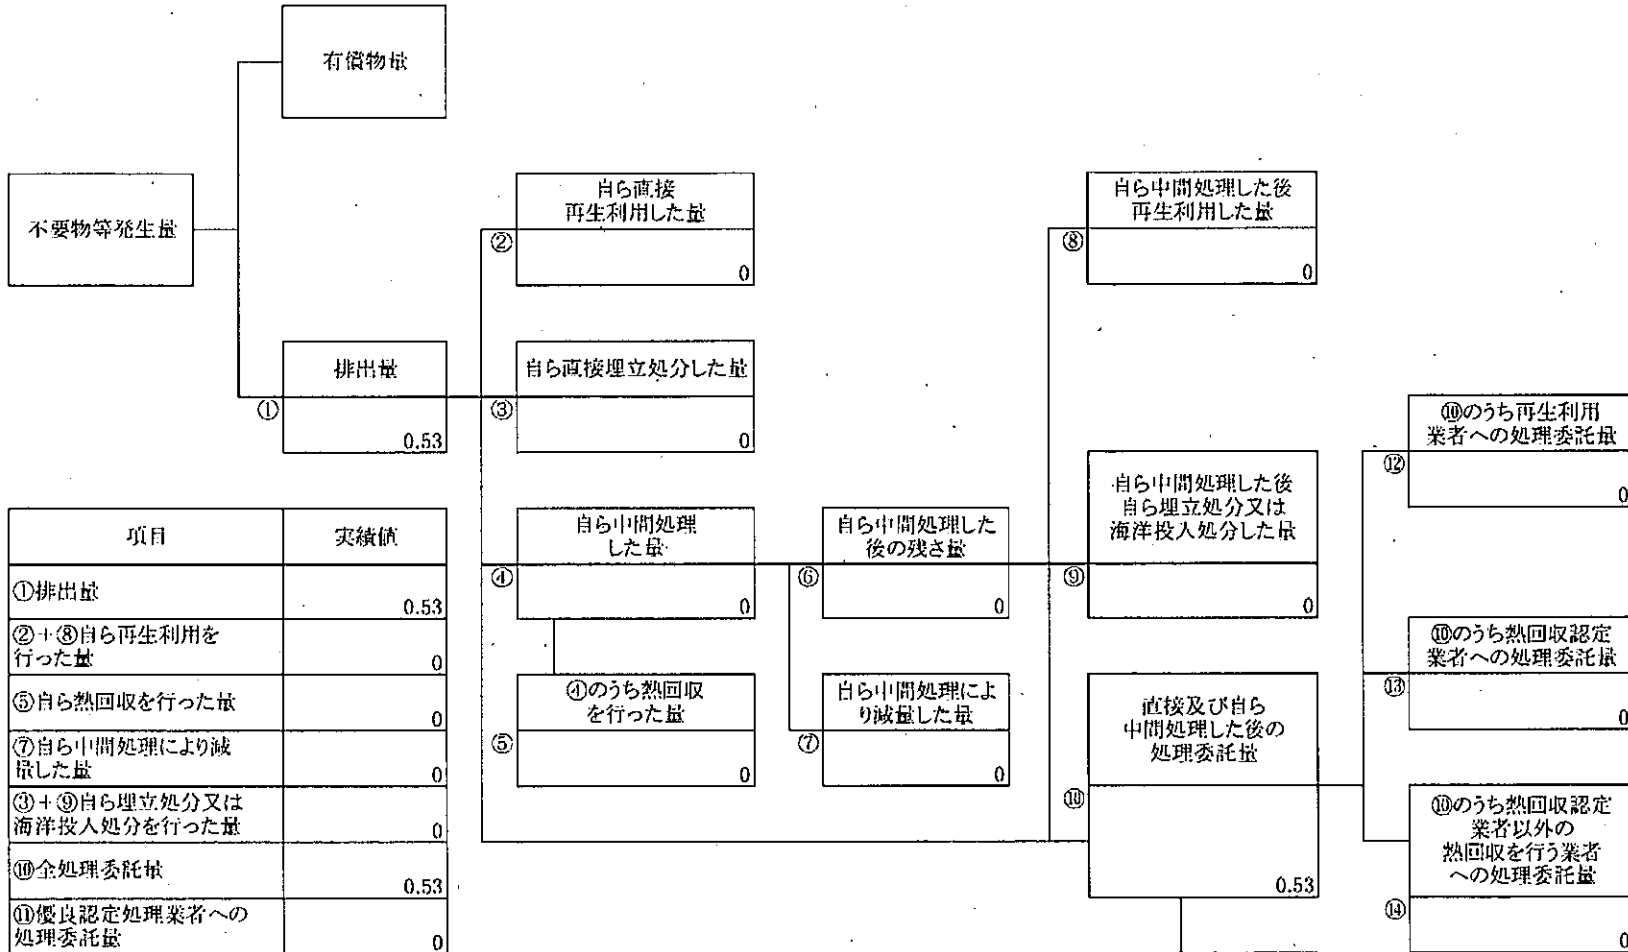 有償物量
不要物等発生量
自ら直接
再生利用した量
②
0
自ら中間処理した後
再生利用した量
⑧
0
排出量
①
0.53
自ら直接埋立処分した量
③
0
⑩のうち再生利用
業者への処理委託量
⑫
0
自ら中間処理
した量
④
0
自ら中間処理した
後の残さ量
⑥
0
自ら中間処理した後
自ら埋立処分又は
海洋投入処分した量
⑨
0
⑩のうち熱回収認定
業者への処理委託量
⑬
0
④のうち熱回収
を行った量
⑤
0
自ら中間処理によ
り減量した量
⑦
0
直接及び自ら
中間処理した後の
処理委託量
⑩
0.53
⑩のうち熱回収認定
業者以外の
熱回収を行う業者
への処理委託量
⑭
0
項目 実績値
①排出量 0.53
②+⑧自ら再生利用を
行った量 0
⑤自ら熱回収を行った量 0
⑦自ら中間処理により減
量した量 0
③+⑨自ら埋立処分又は
海洋投入処分を行った量 0
⑩全処理委託量 0.53
⑪優良認定処理業者への
処理委託量 0